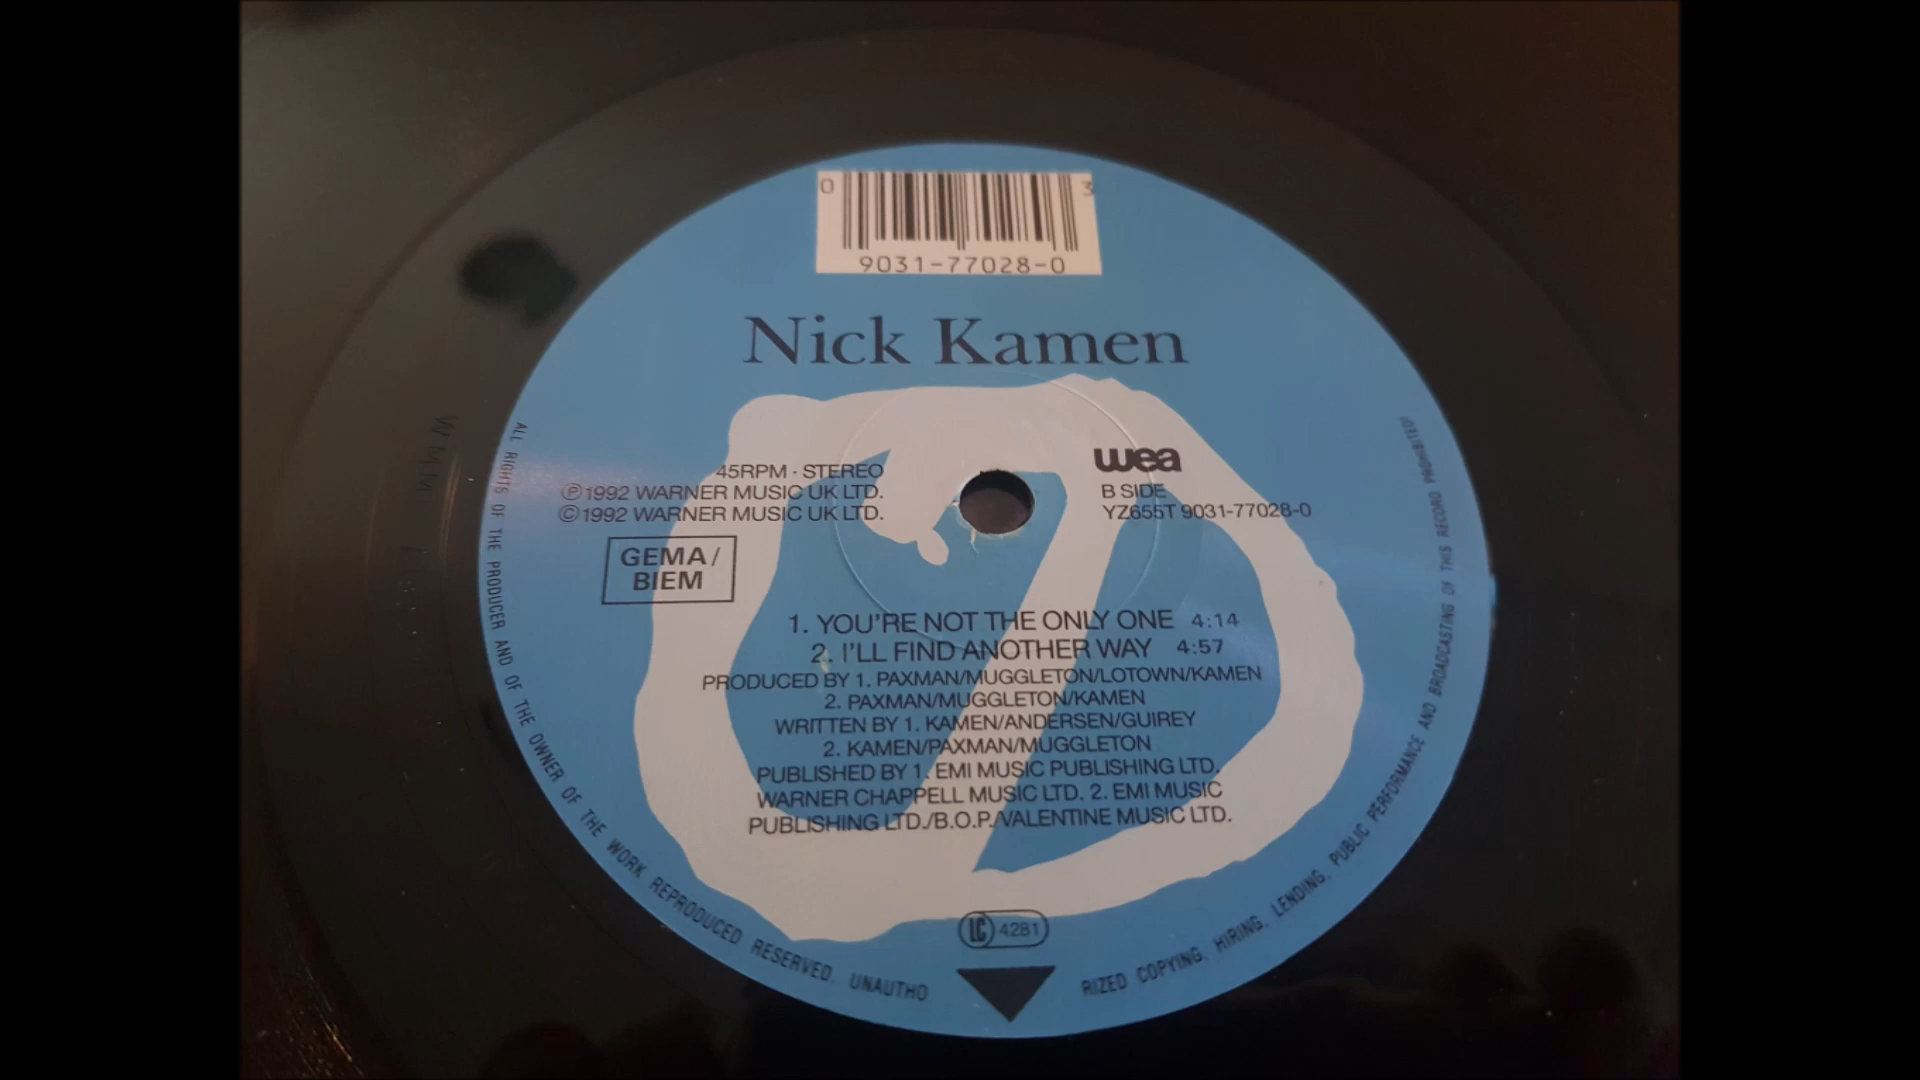 0 3
9031-77028-0
Nick Kamen
45RPM · STEREO
℗1992 WARNER MUSIC UK LTD.
©1992 WARNER MUSIC UK LTD.
GEMA/
BIEM
wea
B SIDE
YZ655T 9031-77028-0
1. YOU'RE NOT THE ONLY ONE 4:14
2. I'LL FIND ANOTHER WAY 4:57
PRODUCED BY 1. PAXMAN/MUGGLETON/LOTOWN/KAMEN
2. PAXMAN/MUGGLETON/KAMEN
WRITTEN BY 1. KAMEN/ANDERSEN/GUIREY
2. KAMEN/PAXMAN/MUGGLETON
PUBLISHED BY 1. EMI MUSIC PUBLISHING LTD.
WARNER CHAPPELL MUSIC LTD. 2. EMI MUSIC
PUBLISHING LTD./B.O.P./VALENTINE MUSIC LTD.
LC 4281
ALL RIGHTS OF THE PRODUCER AND OF THE OWNER OF THE WORK REPRODUCED RESERVED. UNAUTHO
RIZED COPYING, HIRING, LENDING, PUBLIC PERFORMANCE AND BROADCASTING OF THIS RECORD PROHIBITED!